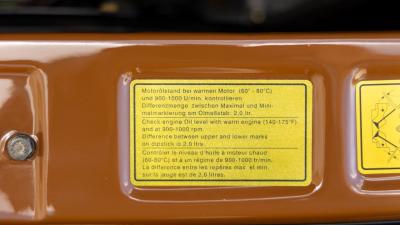 Motorölstand bei warmen Motor (60° - 80°C)
und 900-1000 U/min. kontrollieren
Differenzmenge zwischen Maximal und Mini-
malmarkierung am Ölmeßstab: 2,0 ltr.
Check engine Oil level with warm engine (140-175°F)
and at 900-1000 rpm.
Difference between upper and lower marks
on dipstick is 2,0 litre.
Contrôler le niveau d'huile à moteur chaud
(60-80°C) et a un régime de 900-1000 tr/min.
La différence entre les repères max et min
sur la jauge est de 2,0 litres.